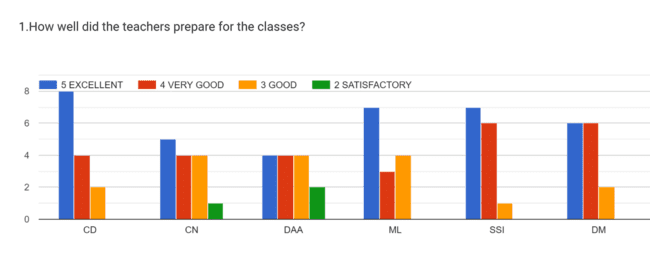 1.How well did the teachers prepare for the classes?
5 EXCELLENT 4 VERY GOOD 3 GOOD 2 SATISFACTORY
8
6
4
2
0
CD CN DAA ML SSI DM